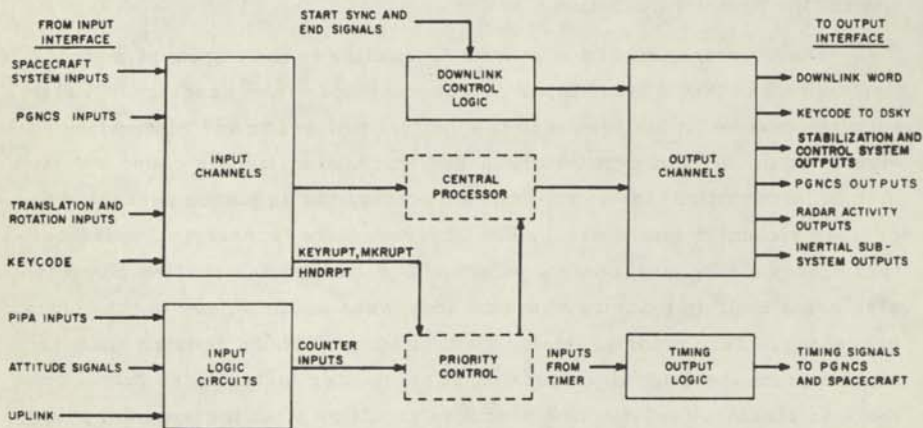 START SYNC AND
END SIGNALS
FROM INPUT
INTERFACE
TO OUTPUT
INTERFACE
SPACECRAFT
SYSTEM INPUTS
PGNCS INPUTS
TRANSLATION AND
ROTATION INPUTS
KEYCODE
INPUT
CHANNELS
DOWNLINK
CONTROL
LOGIC
CENTRAL
PROCESSOR
KEYRUPT, MKRUPT
HNDRPT
OUTPUT
CHANNELS
DOWNLINK WORD
KEYCODE TO DSKY
STABILIZATION AND
CONTROL SYSTEM
OUTPUTS
PGNCS OUTPUTS
RADAR ACTIVITY
OUTPUTS
INERTIAL SUB-
SYSTEM OUTPUTS
PIPA INPUTS
ATTITUDE SIGNALS
UPLINK
INPUT
LOGIC
CIRCUITS
COUNTER
INPUTS
PRIORITY
CONTROL
INPUTS
FROM
TIMER
TIMING
OUTPUT
LOGIC
TIMING SIGNALS
TO PGNCS
AND SPACECRAFT